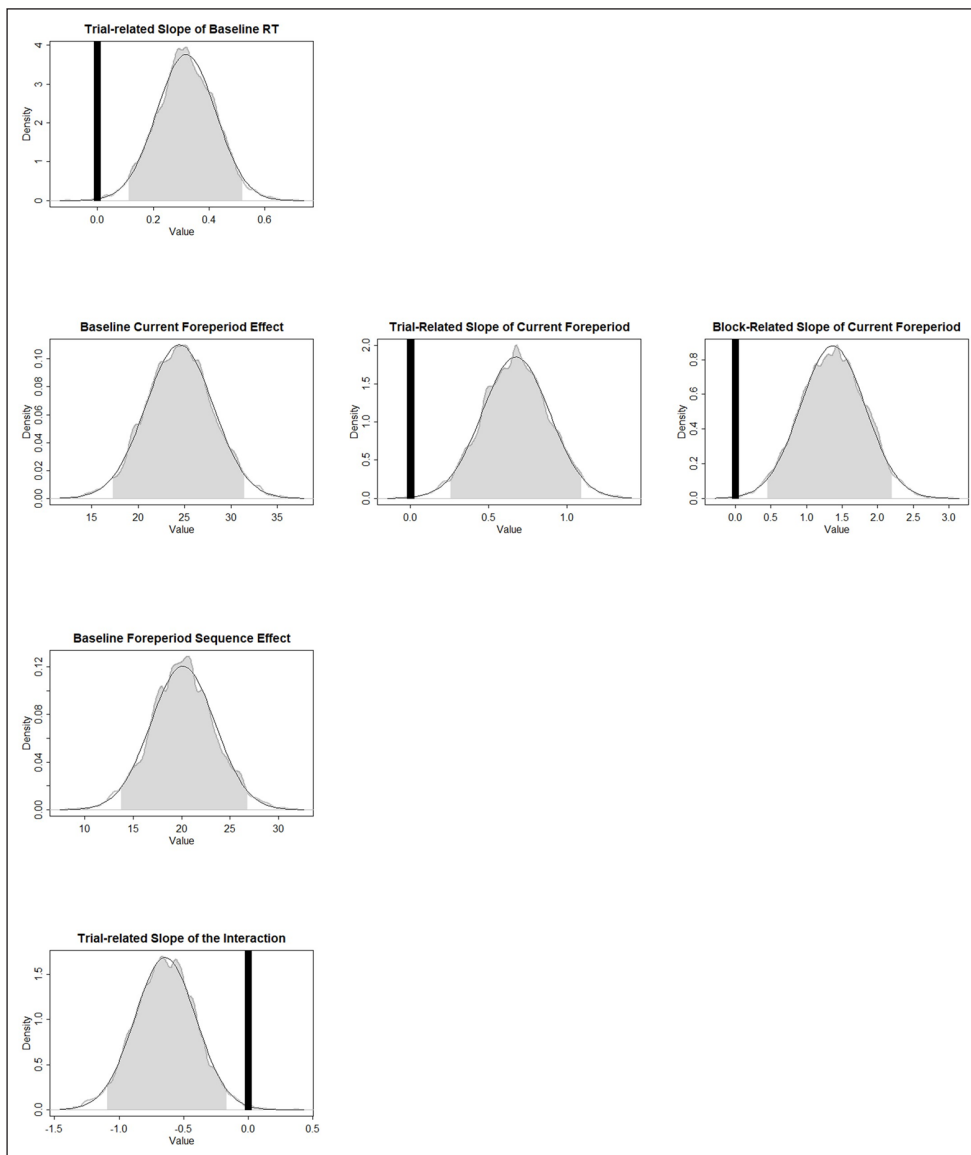 Trial-related Slope of Baseline RT
Density
0 1 2 3 4
0.0 0.2 0.4 0.6
Value
Baseline Current Foreperiod Effect
Density
0.00 0.02 0.04 0.06 0.08 0.10
15 20 25 30 35
Value
Trial-Related Slope of Current Foreperiod
Density
0.0 0.5 1.0 1.5 2.0
0.0 0.5 1.0
Value
Block-Related Slope of Current Foreperiod
Density
0.0 0.2 0.4 0.6 0.8
0.0 0.5 1.0 1.5 2.0 2.5 3.0
Value
Baseline Foreperiod Sequence Effect
Density
0.00 0.04 0.08 0.12
10 15 20 25 30
Value
Trial-related Slope of the Interaction
Density
0.0 0.5 1.0 1.5
-1.5 -1.0 -0.5 0.0 0.5
Value